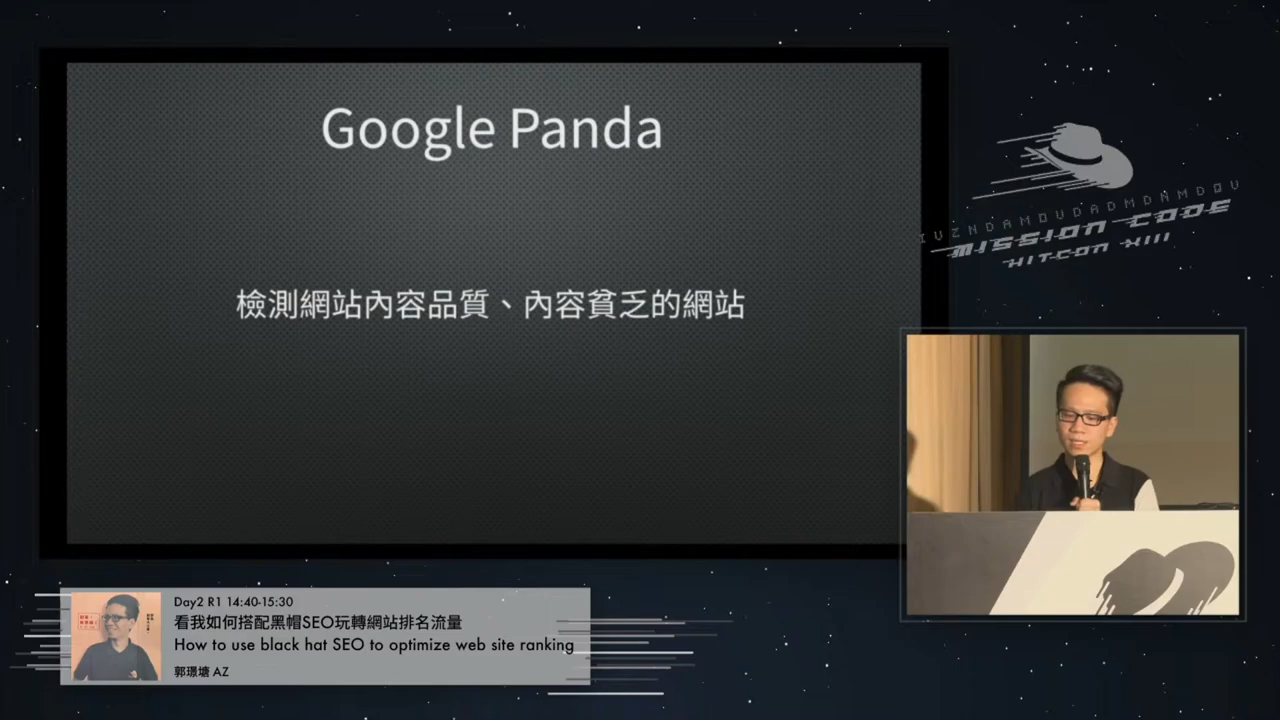 Google Panda
檢測網站內容品質、內容貧乏的網站
MISSION CODE
HITCON XIII
Day2 R1 14:40-15:30
看我如何搭配黑帽SEO玩轉網站排名流量
How to use black hat SEO to optimize web site ranking
郭璟塘 AZ